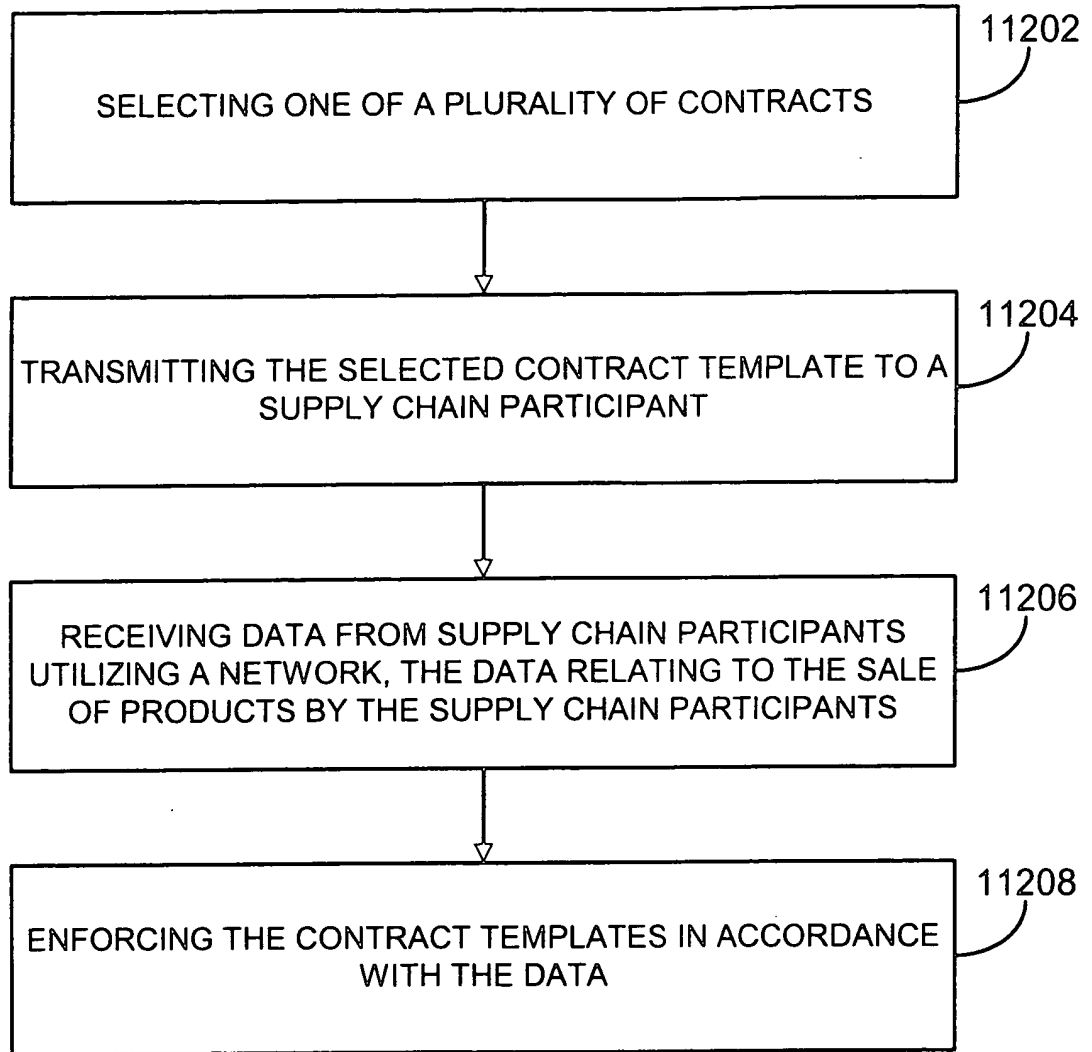 11202
SELECTING ONE OF A PLURALITY OF CONTRACTS
11204
TRANSMITTING THE SELECTED CONTRACT TEMPLATE TO A
SUPPLY CHAIN PARTICIPANT
11206
RECEIVING DATA FROM SUPPLY CHAIN PARTICIPANTS
UTILIZING A NETWORK, THE DATA RELATING TO THE SALE
OF PRODUCTS BY THE SUPPLY CHAIN PARTICIPANTS
11208
ENFORCING THE CONTRACT TEMPLATES IN ACCORDANCE
WITH THE DATA